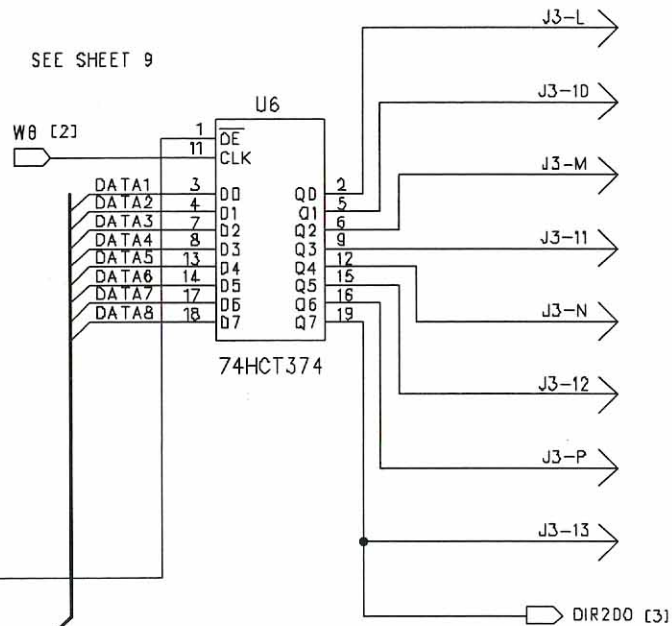 J3-L
SEE SHEET 9
J3-10
U6
W8 [2]
1 OE
11 CLK
J3-M
DATA1 3 D0 Q0 2
DATA2 4 D1 Q1 5
DATA3 7 D2 Q2 6
DATA4 8 D3 Q3 9
J3-11
DATA5 13 D4 Q4 12
DATA6 14 D5 Q5 15
DATA7 17 D6 Q6 16
DATA8 18 D7 Q7 19
J3-N
74HCT374
J3-12
J3-P
J3-13
DIR2D0 [3]